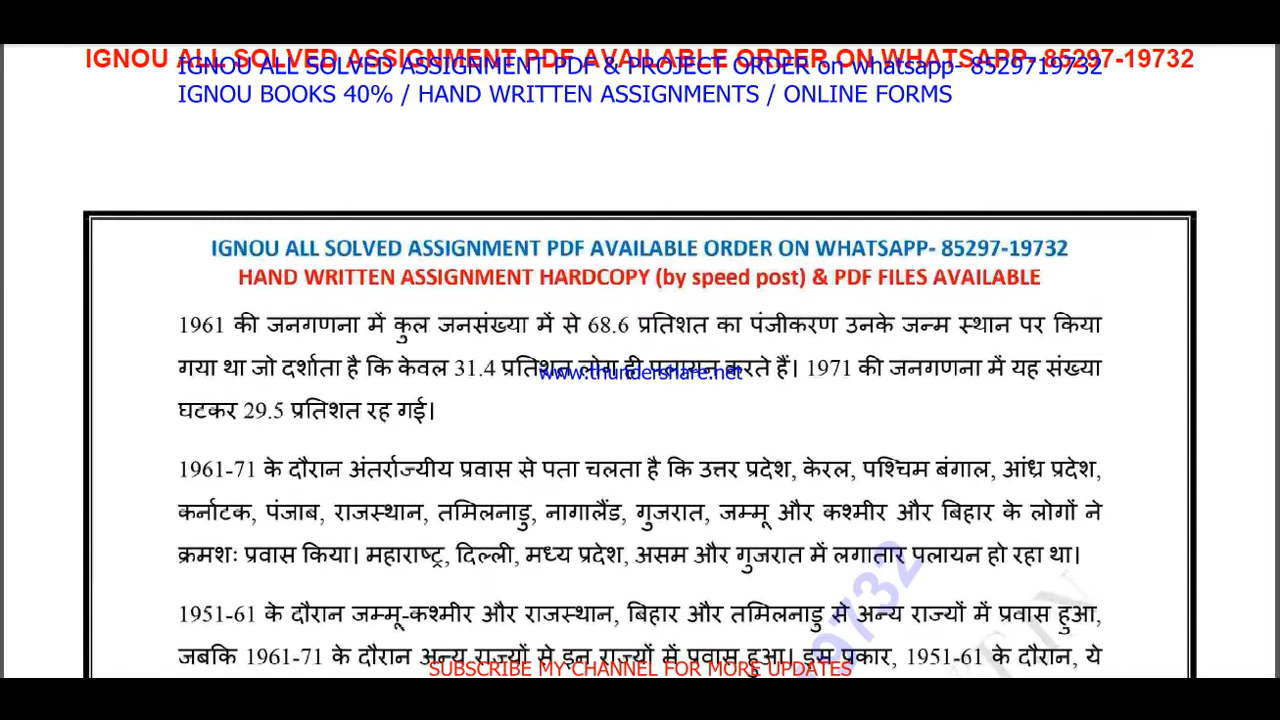 IGNOU ALL SOLVED ASSIGNMENT PDF AVAILABLE ORDER ON WHATSAPP- 85297-19732
IGNOU ALL SOLVED ASSIGNMENT PDF & PROJECT ORDER on whatsapp- 8529719732
IGNOU BOOKS 40% / HAND WRITTEN ASSIGNMENTS / ONLINE FORMS
IGNOU ALL SOLVED ASSIGNMENT PDF AVAILABLE ORDER ON WHATSAPP- 85297-19732
HAND WRITTEN ASSIGNMENT HARDCOPY (by speed post) & PDF FILES AVAILABLE
1961 की जनगणना में कुल जनसंख्या में से 68.6 प्रतिशत का पंजीकरण उनके जन्म स्थान पर किया
गया था जो दर्शाता है कि केवल 31.4 प्रतिशत लोग ही पलायन करते हैं। 1971 की जनगणना में यह संख्या
www.thundershare.net
घटकर 29.5 प्रतिशत रह गई।
1961-71 के दौरान अंतर्राज्यीय प्रवास से पता चलता है कि उत्तर प्रदेश, केरल, पश्चिम बंगाल, आंध्र प्रदेश,
कर्नाटक, पंजाब, राजस्थान, तमिलनाडु, नागालैंड, गुजरात, जम्मू और कश्मीर और बिहार के लोगों ने
क्रमशः प्रवास किया। महाराष्ट्र, दिल्ली, मध्य प्रदेश, असम और गुजरात में लगातार पलायन हो रहा था।
1951-61 के दौरान जम्मू-कश्मीर और राजस्थान, बिहार और तमिलनाडु से अन्य राज्यों में प्रवास हुआ,
जबकि 1961-71 के दौरान अन्य राज्यों से इन राज्यों में प्रवास हुआ। इस प्रकार, 1951-61 के दौरान, ये
SUBSCRIBE MY CHANNEL FOR MORE UPDATES